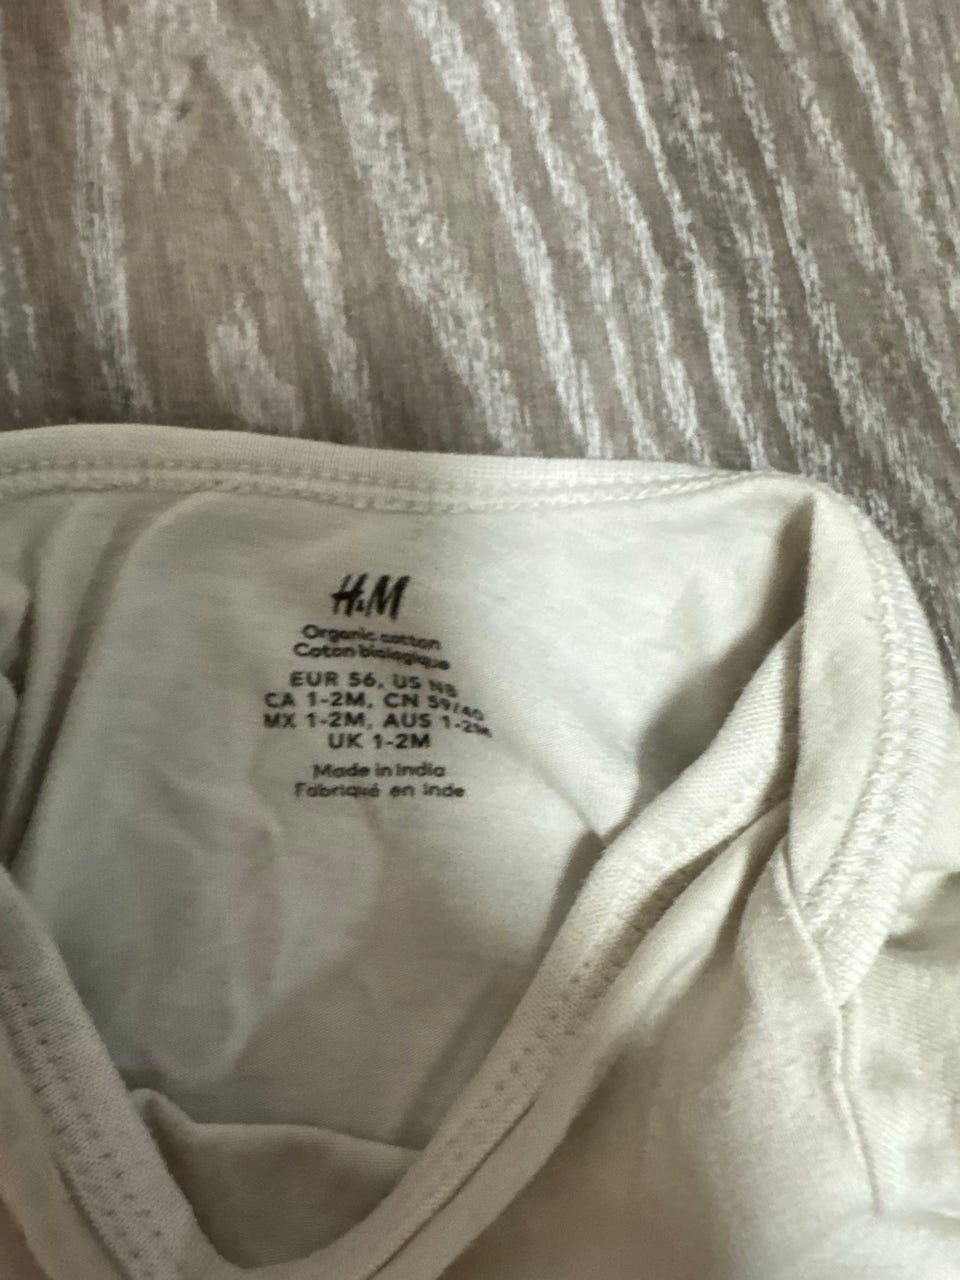 H&M
Organic cotton
Coton biologique
EUR 56, US NB
CA 1-2M, CN 59/40
MX 1-2M, AUS 1-2M
UK 1-2M
Made in India
Fabriqué en Inde